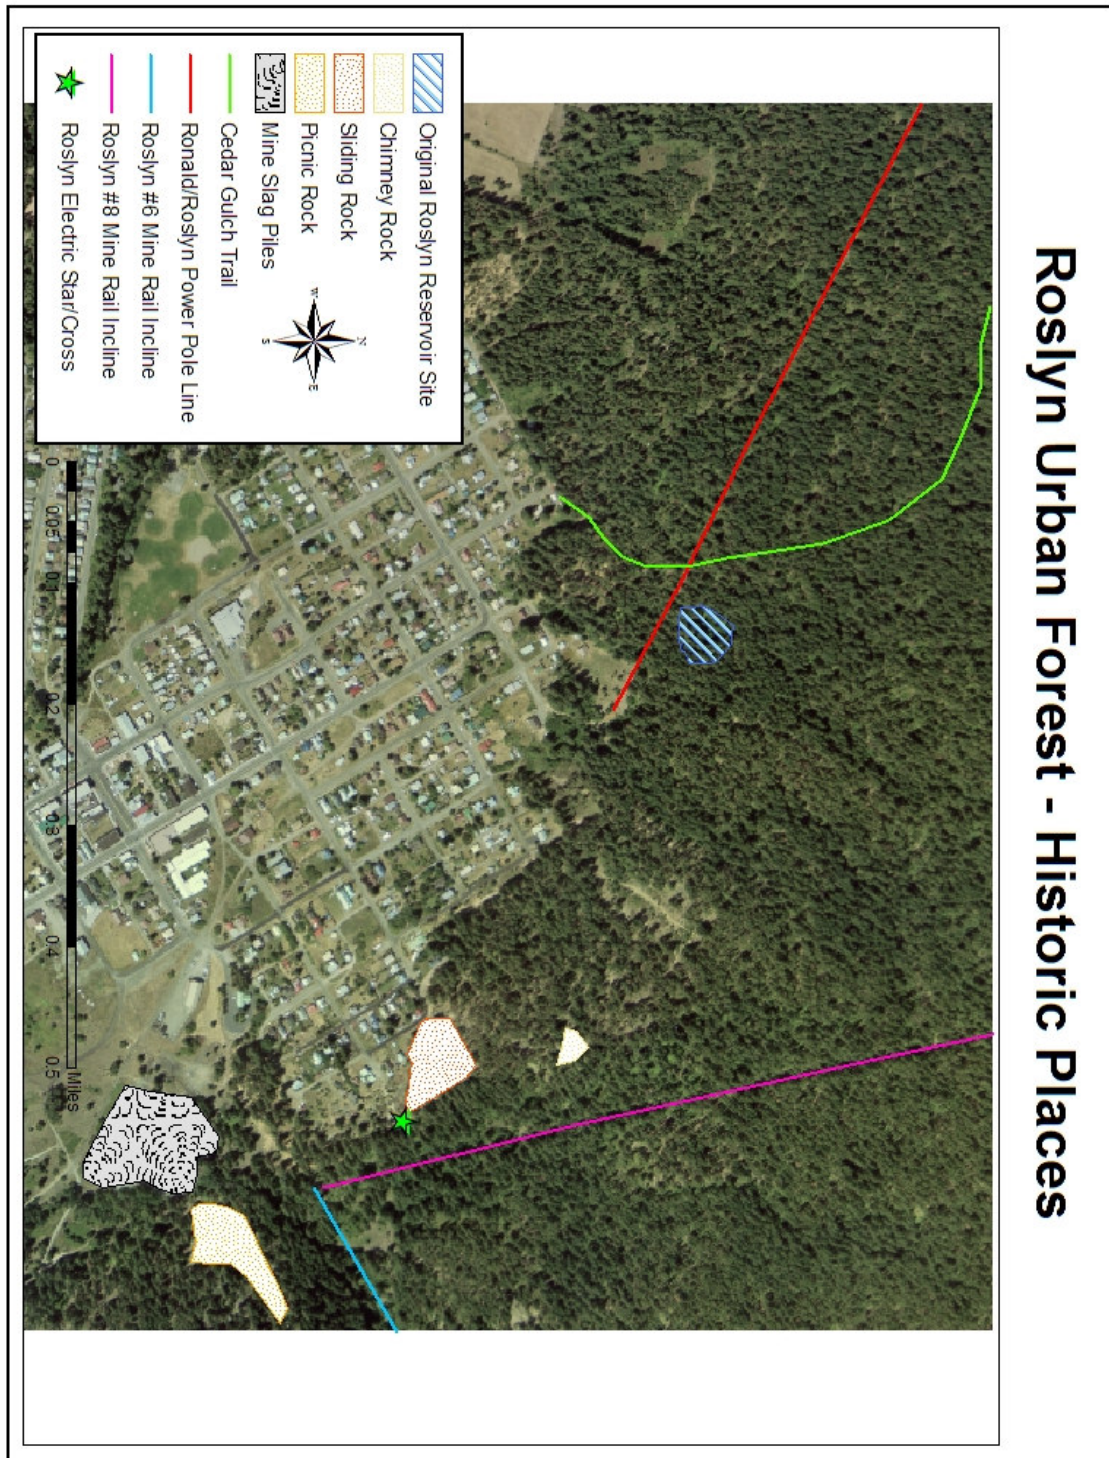 Roslyn Urban Forest - Historic Places
Original Roslyn Reservoir Site
Chimney Rock
Sliding Rock
Picnic Rock
Mine Slag Piles
Cedar Gulch Trail
Ronald/Roslyn Power Pole Line
Roslyn #6 Mine Rail Incline
Roslyn #8 Mine Rail Incline
Roslyn Electric Star/Cross
N
W
E
S
0 0.05 0.1 0.2 0.3 0.4 0.5
Miles